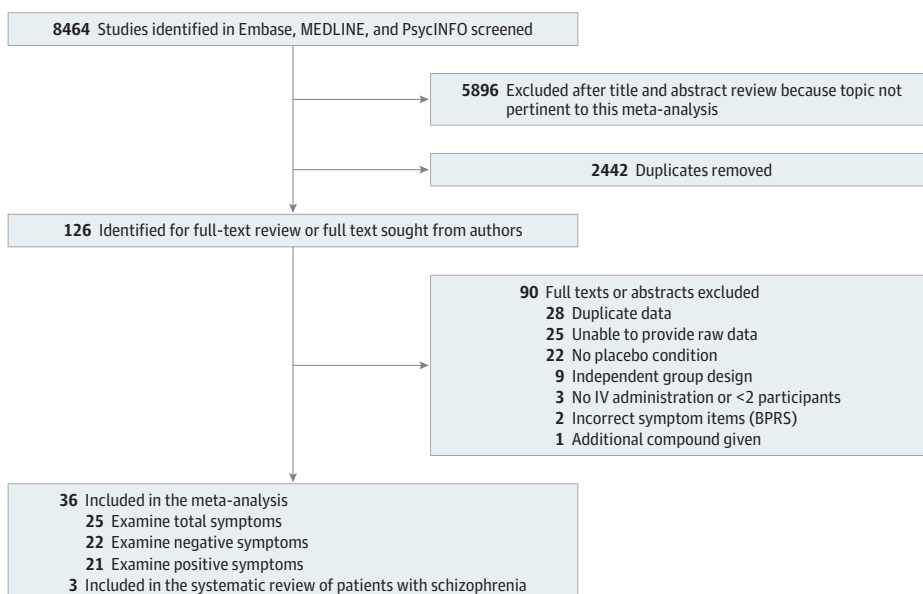 8464 Studies identified in Embase, MEDLINE, and PsycINFO screened
5896 Excluded after title and abstract review because topic not
pertinent to this meta-analysis
2442 Duplicates removed
126 Identified for full-text review or full text sought from authors
90 Full texts or abstracts excluded
28 Duplicate data
25 Unable to provide raw data
22 No placebo condition
9 Independent group design
3 No IV administration or <2 participants
2 Incorrect symptom items (BPRS)
1 Additional compound given
36 Included in the meta-analysis
25 Examine total symptoms
22 Examine negative symptoms
21 Examine positive symptoms
3 Included in the systematic review of patients with schizophrenia